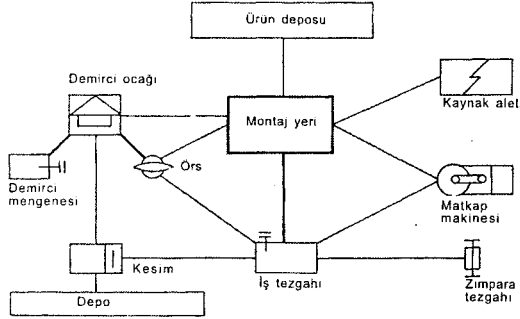 Ürün deposu
Demirci ocağı
Kaynak alet
Montaj yeri
Örs
Demirci
mengenesi
Matkap
makinesi
Kesim
İş tezgahı
Zımpara
tezgahı
Depo